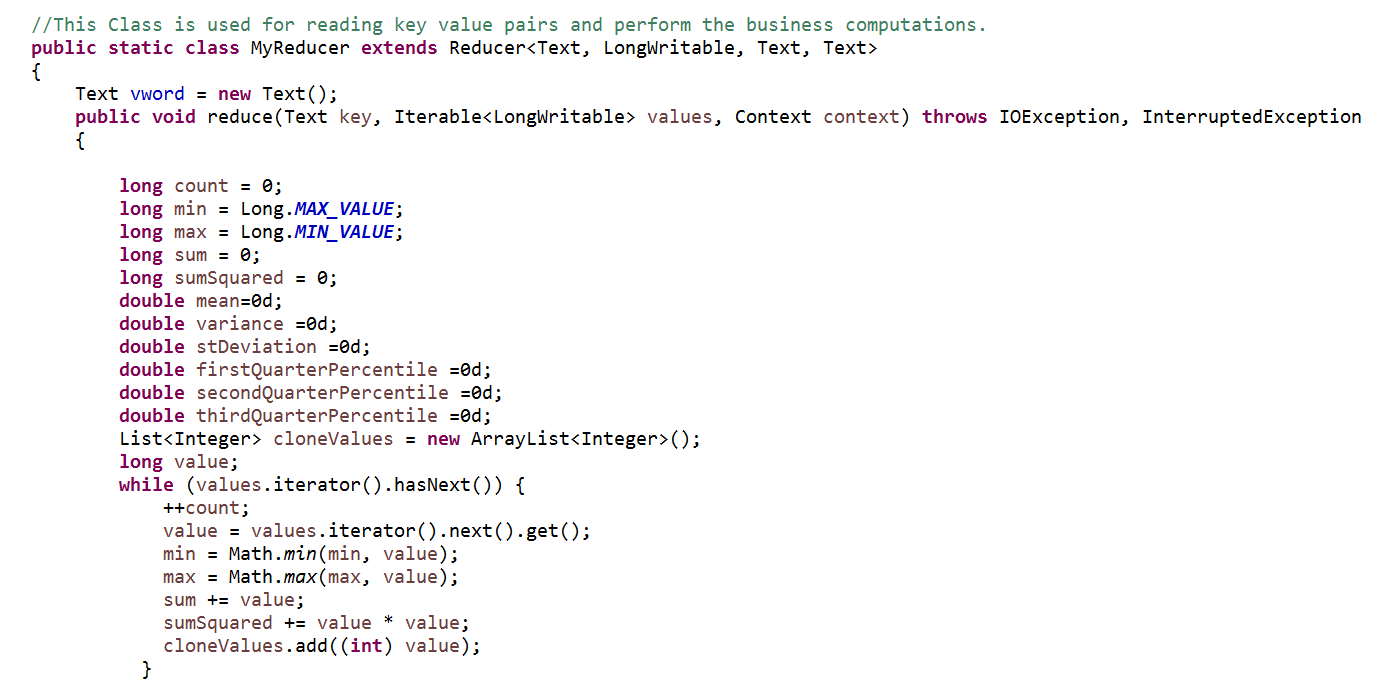 //This Class is used for reading key value pairs and perform the business computations.
public static class MyReducer extends Reducer<Text, LongWritable, Text, Text>
{
    Text vword = new Text();
    public void reduce(Text key, Iterable<LongWritable> values, Context context) throws IOException, InterruptedException
    {

        long count = 0;
        long min = Long.MAX_VALUE;
        long max = Long.MIN_VALUE;
        long sum = 0;
        long sumSquared = 0;
        double mean=0d;
        double variance =0d;
        double stDeviation =0d;
        double firstQuarterPercentile =0d;
        double secondQuarterPercentile =0d;
        double thirdQuarterPercentile =0d;
        List<Integer> cloneValues = new ArrayList<Integer>();
        long value;
        while (values.iterator().hasNext()) {
            ++count;
            value = values.iterator().next().get();
            min = Math.min(min, value);
            max = Math.max(max, value);
            sum += value;
            sumSquared += value * value;
            cloneValues.add((int) value);
          }